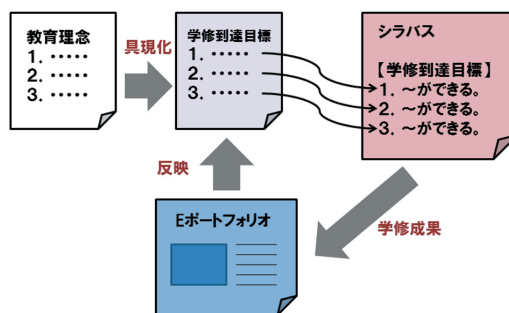 教育理念
1. ‥‥‥
2. ‥‥‥
3. ‥‥‥
具現化
学修到達目標
1. ‥‥‥
2. ‥‥‥
3. ‥‥‥
シラバス
【学修到達目標】
1. ～ができる。
2. ～ができる。
3. ～ができる。
反映
学修成果
Eポートフォリオ